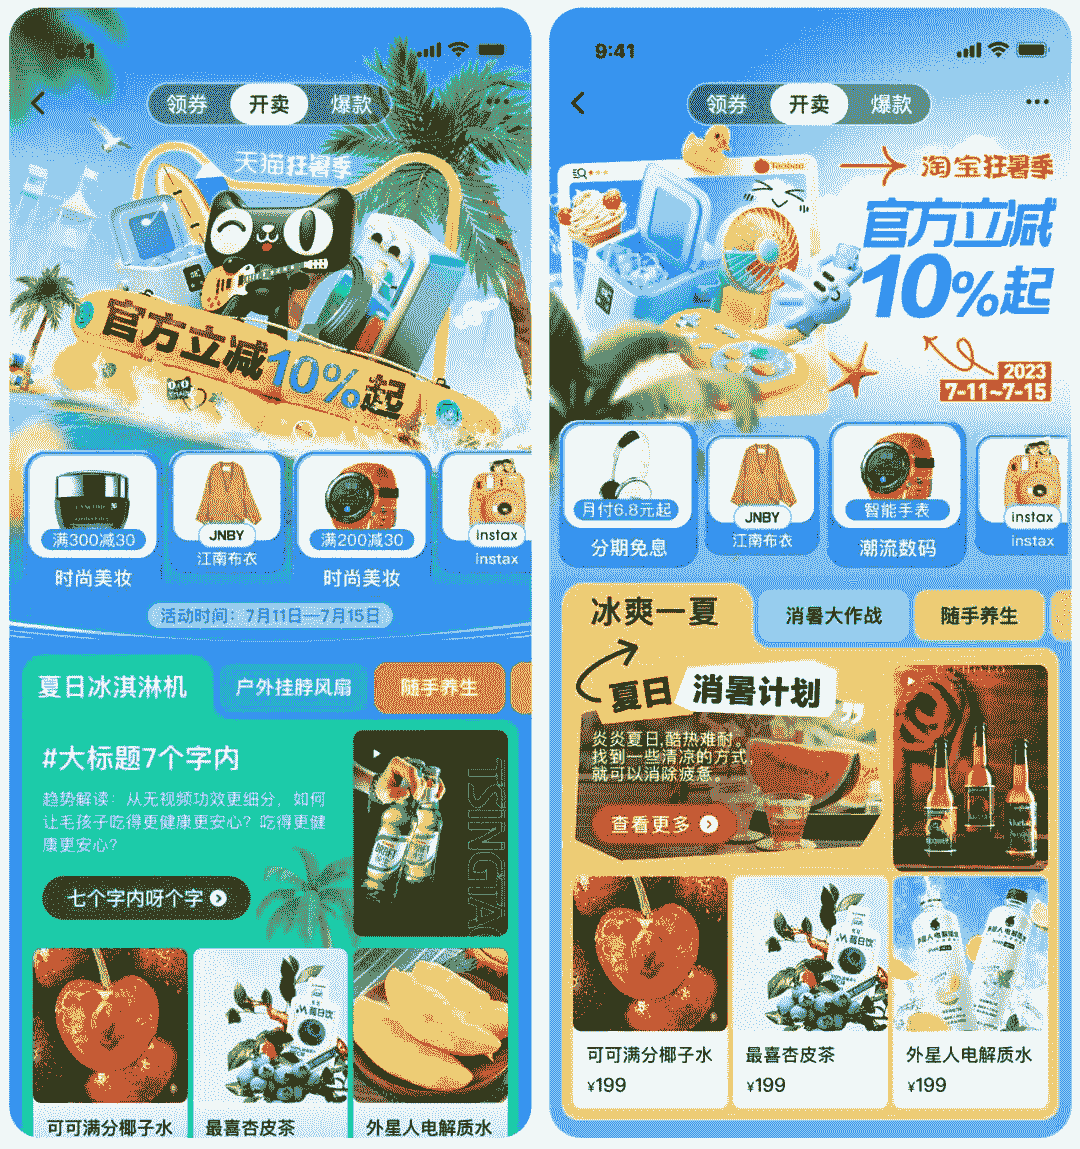 9:41
领券 开卖 爆款
天猫狂暑季
官方立减10%起
满300减30
时尚美妆
JNBY
江南布衣
满200减30
时尚美妆
instax
instax
活动时间：7月11日—7月15日
夏日冰淇淋机
户外挂脖风扇
随手养生
#大标题7个字内
趋势解读：从无视频功效更细分，如何
让毛孩子吃得更健康更安心？吃得更健
康更安心？
七个字内呀个字
TSINGTA
莓日饮
可可满分椰子水
最喜杏皮茶
外星人电解质水
9:41
领券 开卖 爆款
Taobao
淘宝狂暑季
官方立减
10%起
2023
7-11~7-15
月付6.8元起
分期免息
JNBY
江南布衣
智能手表
潮流数码
instax
instax
冰爽一夏
消暑大作战
随手养生
夏日 消暑计划
炎炎夏日,酷热难耐。
找到一些清凉的方式,
就可以消除疲惫。
查看更多
莓日饮
可可满分椰子水
¥199
最喜杏皮茶
¥199
外星人电解质水
¥199